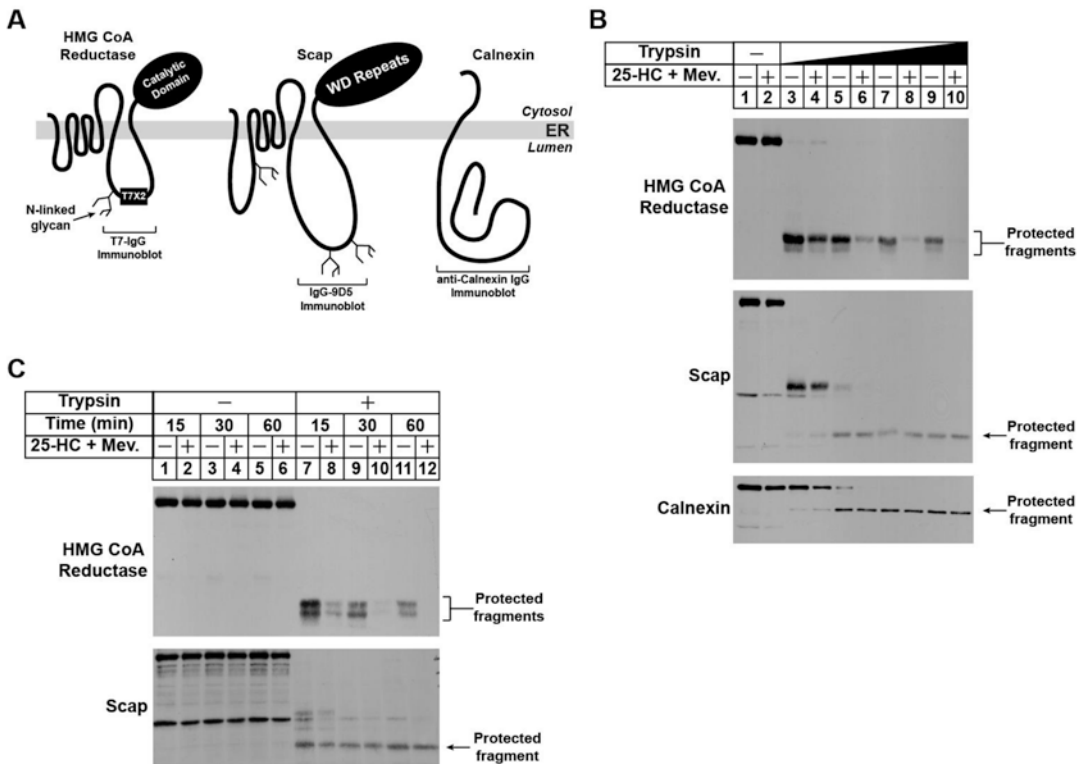 A
HMG CoA
Reductase
Catalytic
Domain
T7X2
N-linked
glycan
T7-IgG
Immunoblot
Scap
WD Repeats
IgG-9D5
Immunoblot
Calnexin
anti-Calnexin IgG
Immunoblot
Cytosol
ER
Lumen
B
Trypsin —
25-HC + Mev. — + — + — + — + — +
1 2 3 4 5 6 7 8 9 10
HMG CoA
Reductase
Protected
fragments
Scap
Protected
fragment
Calnexin
Protected
fragment
C
Trypsin — +
Time (min) 15 30 60 15 30 60
25-HC + Mev. — + — + — + — + — + — +
1 2 3 4 5 6 7 8 9 10 11 12
HMG CoA
Reductase
Protected
fragments
Scap
Protected
fragment